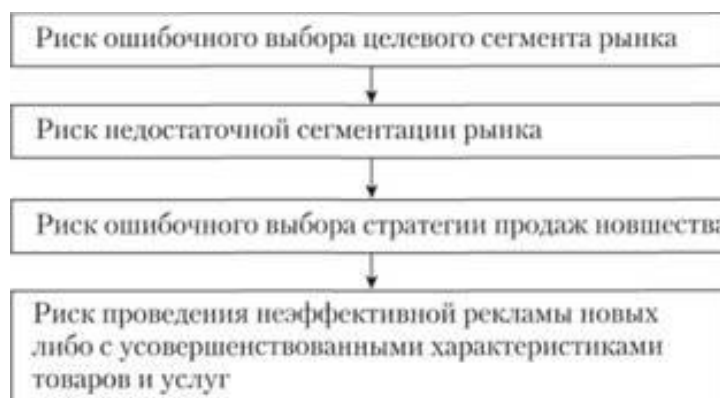 Риск ошибочного выбора целевого сегмента рынка
Риск недостаточной сегментации рынка
Риск ошибочного выбора стратегии продаж новшества
Риск проведения неэффективной рекламы новых
либо с усовершенствованными характеристиками
товаров и услуг